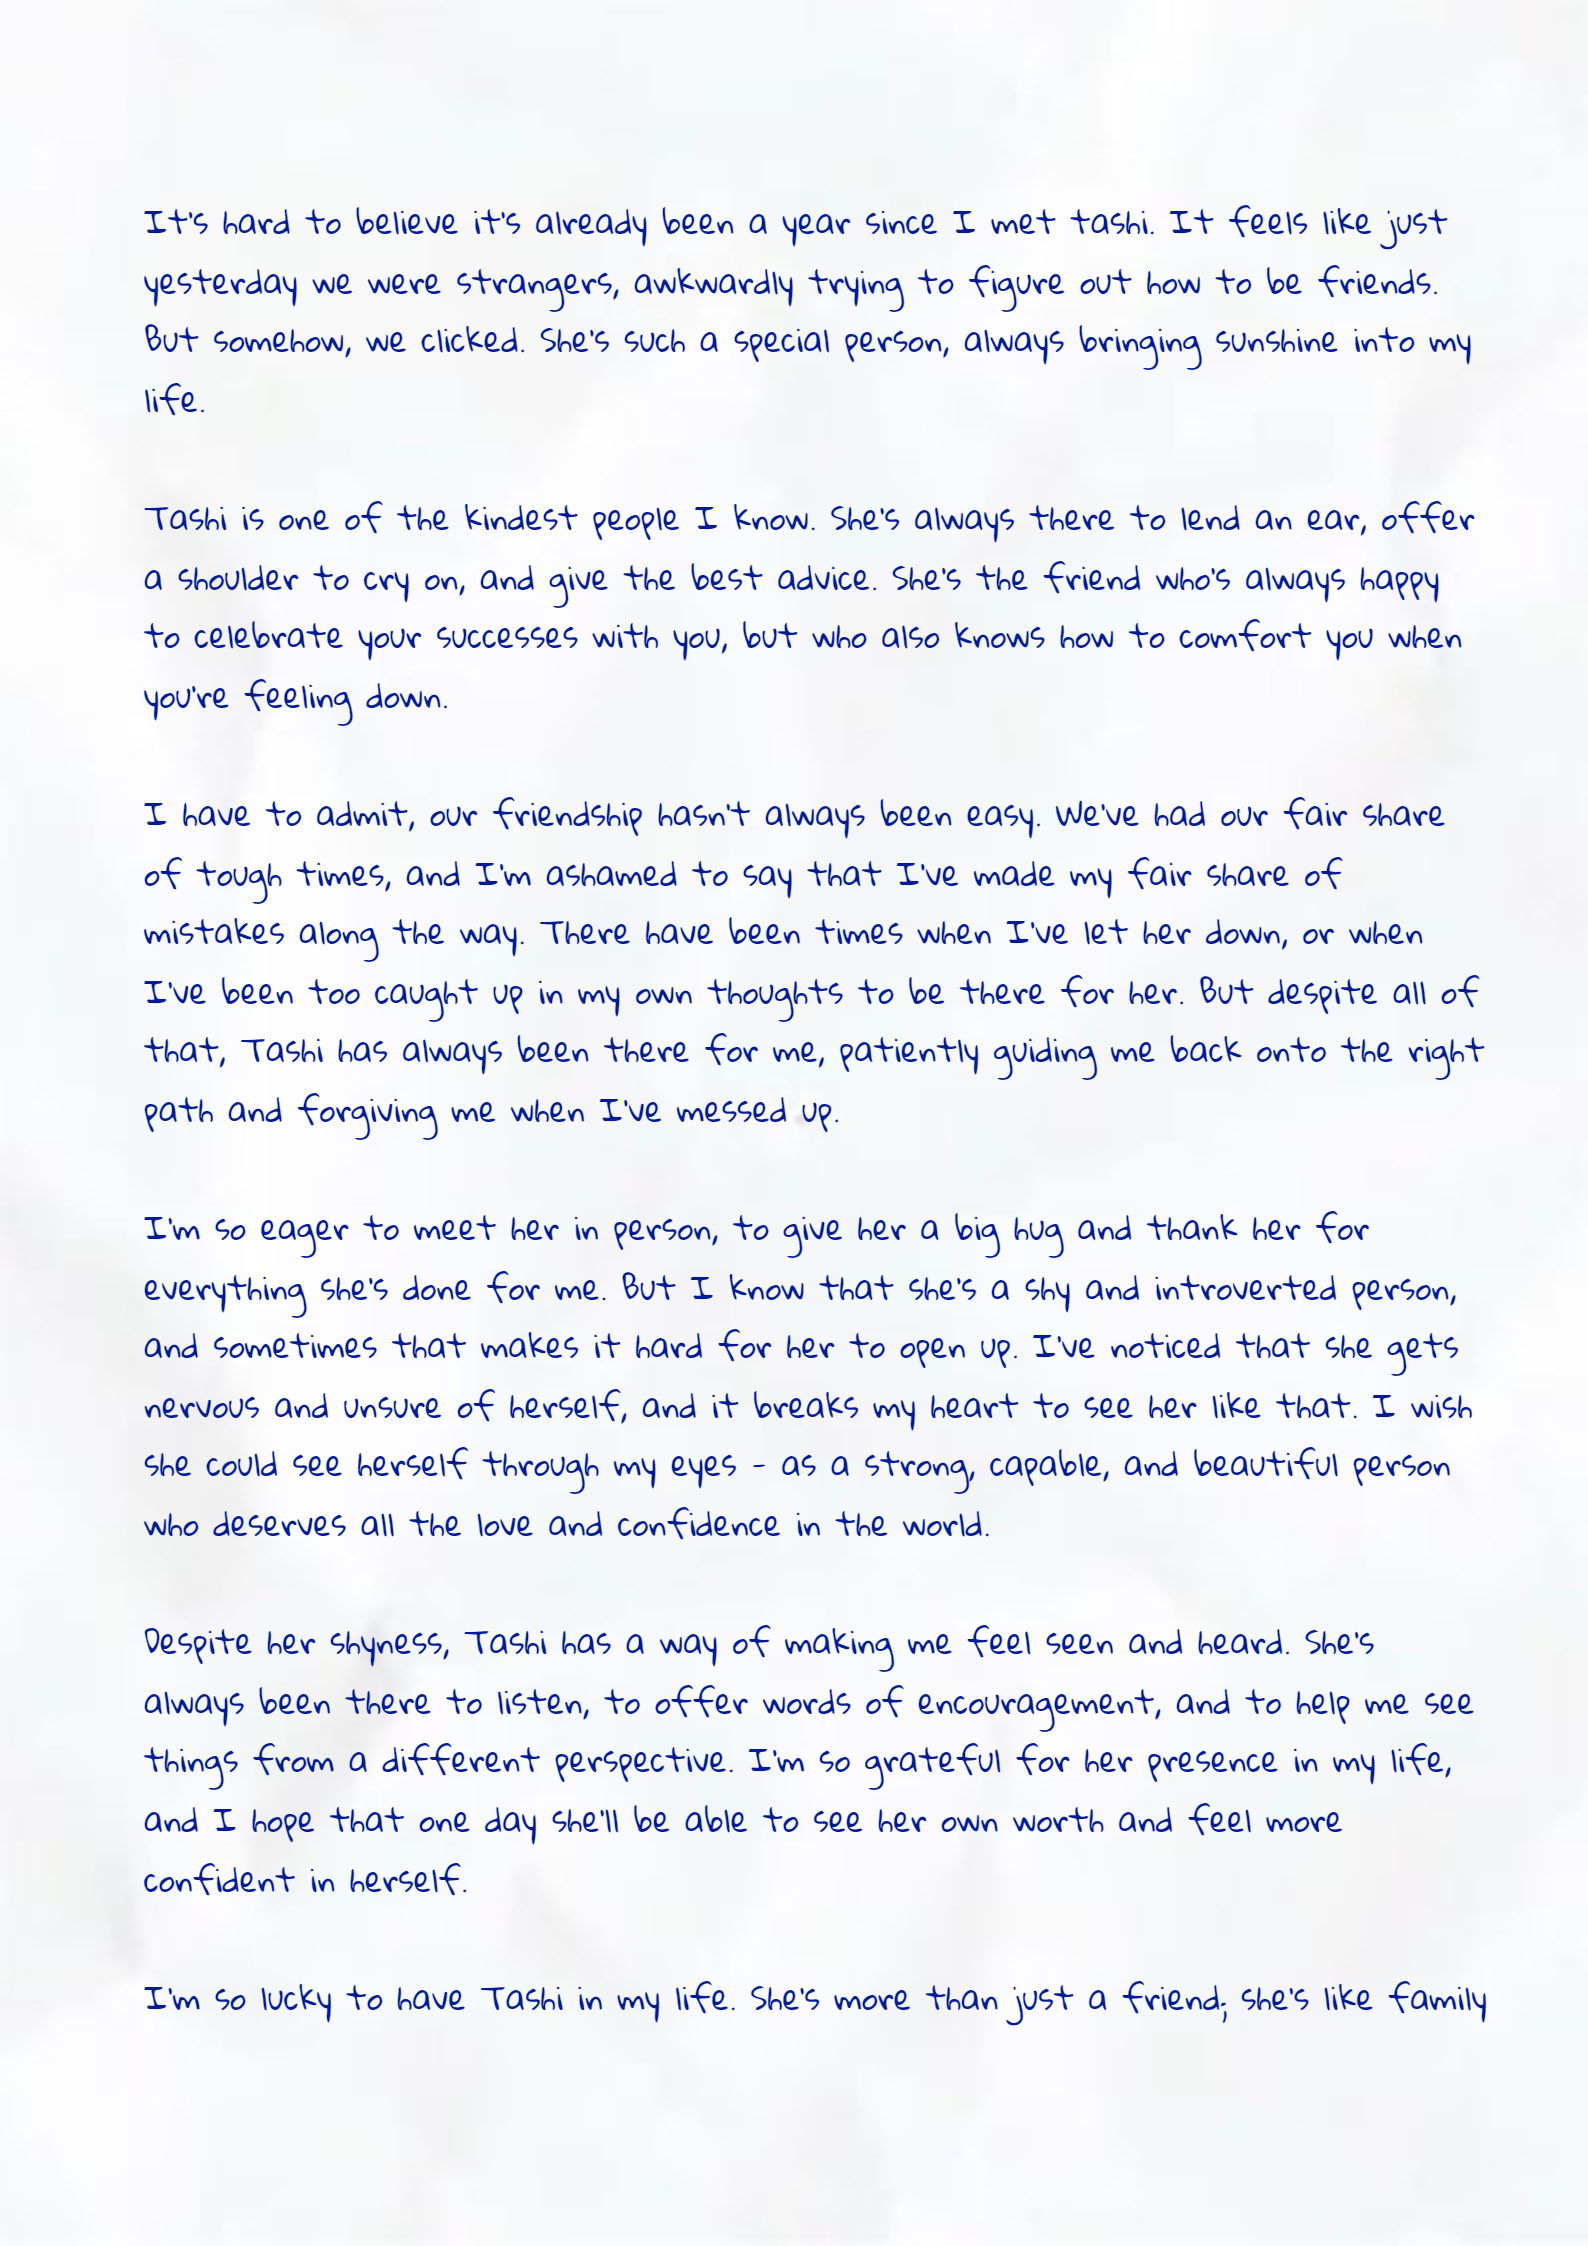 It's hard to believe it's already been a year since I met tashi. It feels like just
yesterday we were strangers, awkwardly trying to figure out how to be friends.
But somehow, we clicked. She's such a special person, always bringing sunshine into my
life.
Tashi is one of the kindest people I know. She's always there to lend an ear, offer
a shoulder to cry on, and give the best advice. She's the friend who's always happy
to celebrate your successes with you, but who also knows how to comfort you when
you're feeling down.
I have to admit, our friendship hasn't always been easy. We've had our fair share
of tough times, and I'm ashamed to say that I've made my fair share of
mistakes along the way. There have been times when I've let her down, or when
I've been too caught up in my own thoughts to be there for her. But despite all of
that, Tashi has always been there for me, patiently guiding me back onto the right
path and forgiving me when I've messed up.
I'm so eager to meet her in person, to give her a big hug and thank her for
everything she's done for me. But I know that she's a shy and introverted person,
and sometimes that makes it hard for her to open up. I've noticed that she gets
nervous and unsure of herself, and it breaks my heart to see her like that. I wish
she could see herself through my eyes - as a strong, capable, and beautiful person
who deserves all the love and confidence in the world.
Despite her shyness, Tashi has a way of making me feel seen and heard. She's
always been there to listen, to offer words of encouragement, and to help me see
things from a different perspective. I'm so grateful for her presence in my life,
and I hope that one day she'll be able to see her own worth and feel more
confident in herself.
I'm so lucky to have Tashi in my life. She's more than just a friend; she's like family